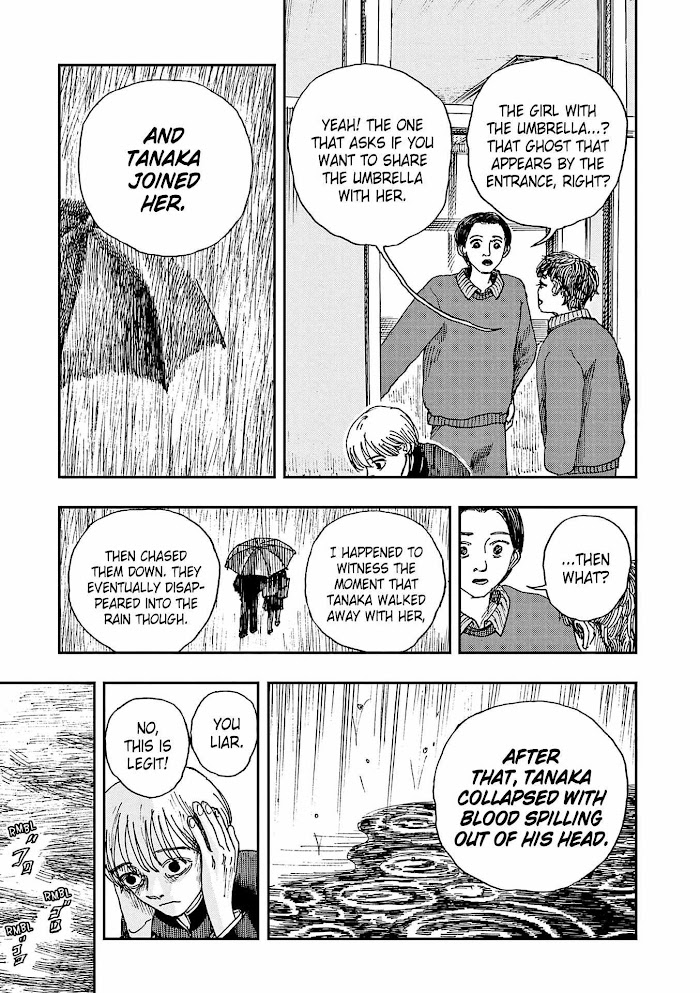 THE GIRL WITH
THE UMBRELLA...?
THAT GHOST THAT
APPEARS BY THE
ENTRANCE, RIGHT?
YEAH! THE ONE
THAT ASKS IF YOU
WANT TO SHARE
THE UMBRELLA
WITH HER.
AND
TANAKA
JOINED
HER.
...THEN
WHAT?
I HAPPENED TO
WITNESS THE
MOMENT THAT
TANAKA WALKED
AWAY WITH HER,
THEN CHASED
THEM DOWN. THEY
EVENTUALLY DISAP-
PEARED INTO THE
RAIN THOUGH.
AFTER
THAT, TANAKA
COLLAPSED WITH
BLOOD SPILLING
OUT OF HIS HEAD.
YOU
LIAR.
NO,
THIS IS
LEGIT!
RMBL
RMBL
RMBL